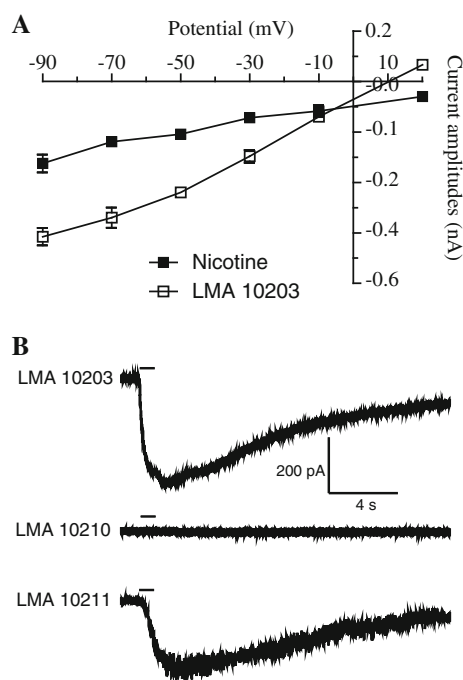 A
Potential (mV)
0.2
-90 -70 -50 -30 -10 10
-0.0
-0.1
-0.2
-0.4
-0.6
Current amplitudes (nA)
Nicotine
LMA 10203
B
LMA 10203
200 pA
4 s
LMA 10210
LMA 10211